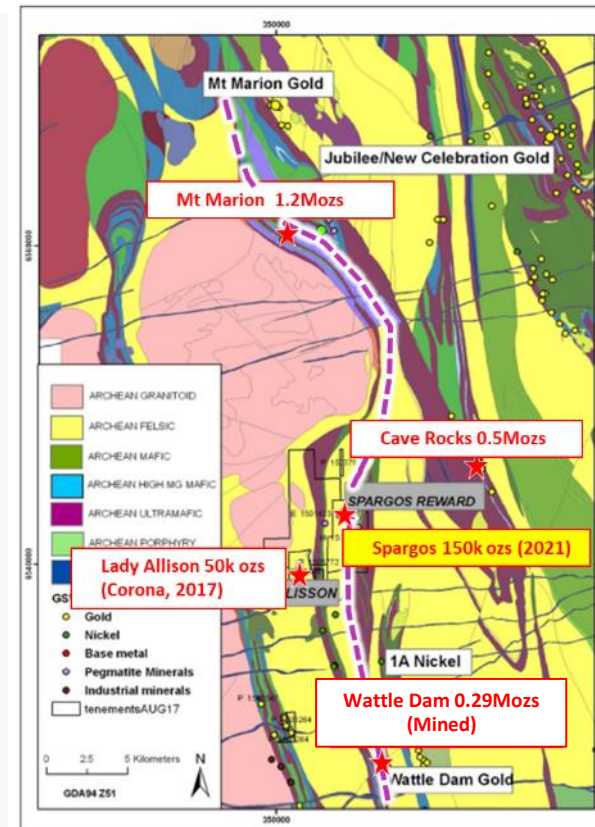 350000
Mt Marion Gold
Jubilee/New Celebration Gold
Mt Marion 1.2Mozs
6560000
ARCHEAN GRANITOID
ARCHEAN FELSIC
ARCHEAN MAFIC
ARCHEAN HIGH MG MAFIC
ARCHEAN ULTRAMAFIC
ARCHEAN PORPHYRY
Cave Rocks 0.5Mozs
SPARGOS REWARD
Spargos 150k ozs (2021)
6540000
Lady Allison 50k ozs
(Corona, 2017)
LISSON
Gold
Nickel
Base metal
Pegmatite Minerals
Industrial minerals
tenementsAUG17
1A Nickel
Wattle Dam 0.29Mozs
(Mined)
Wattle Dam Gold
0 2.5 5 Kilometers
N
GDA94 Z51
350000